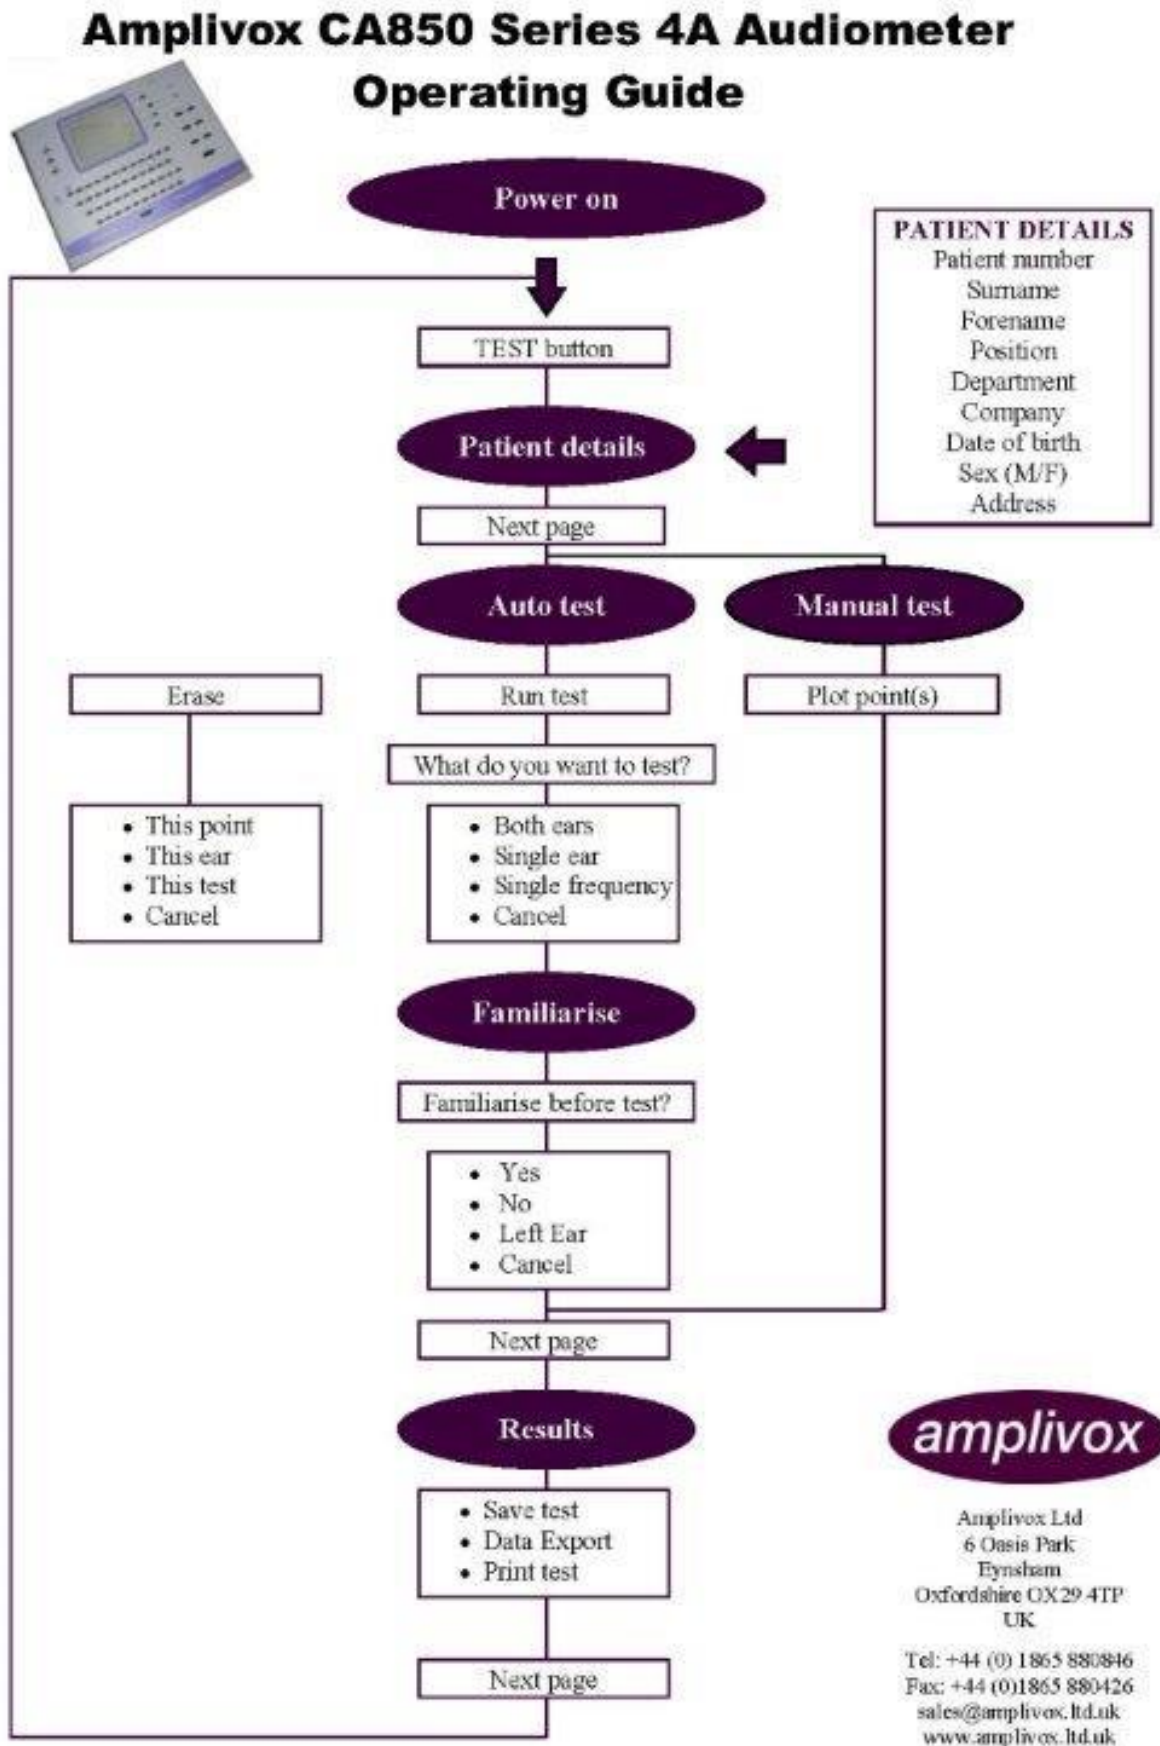 Amplivox CA850 Series 4A Audiometer
Operating Guide
Power on
PATIENT DETAILS
Patient number
Surname
Forename
Position
Department
Company
Date of birth
Sex (M/F)
Address
TEST button
Patient details
Next page
Auto test
Manual test
Erase
Run test
Plot point(s)
What do you want to test?
• This point
• This ear
• This test
• Cancel
• Both ears
• Single ear
• Single frequency
• Cancel
Familiarise
Familiarise before test?
• Yes
• No
• Left Ear
• Cancel
Next page
Results
• Save test
• Data Export
• Print test
Next page
amplivox
Amplivox Ltd
6 Oasis Park
Eynsham
Oxfordshire OX29 4TP
UK
Tel: +44 (0) 1865 880846
Fax: +44 (0)1865 880426
sales@amplivox.ltd.uk
www.amplivox.ltd.uk